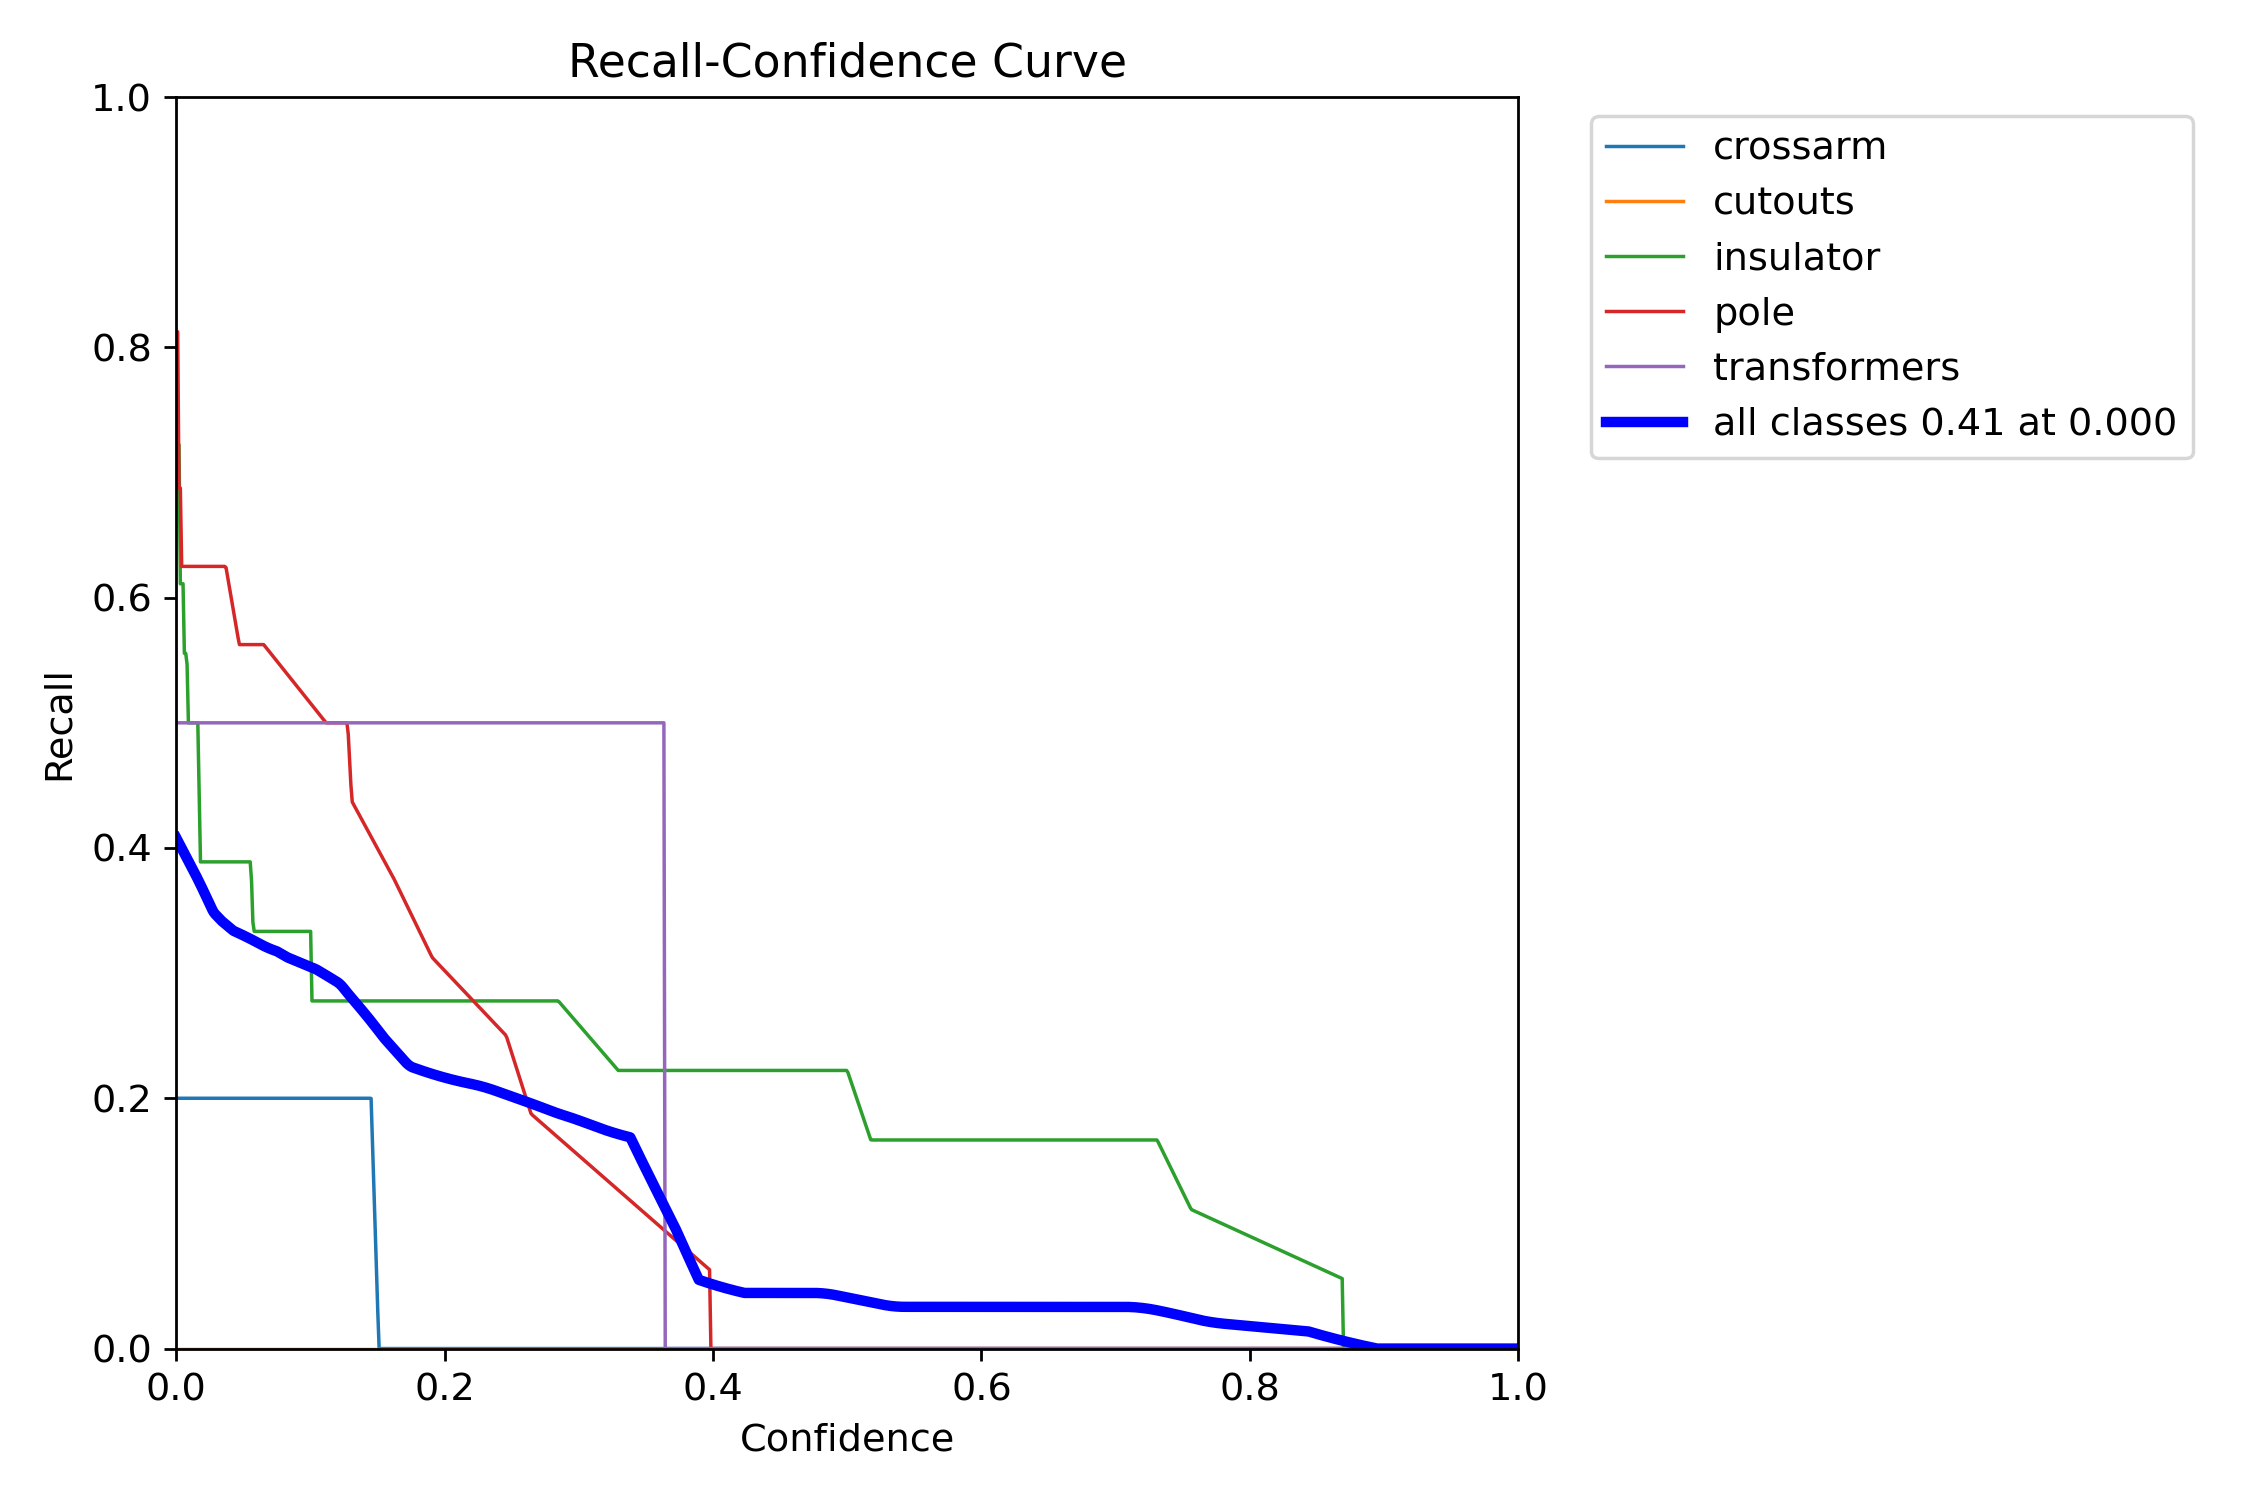 Recall-Confidence Curve
1.0
0.8
0.6
0.4
0.2
0.0
Recall
0.0 0.2 0.4 0.6 0.8 1.0
Confidence
crossarm
cutouts
insulator
pole
transformers
all classes 0.41 at 0.000